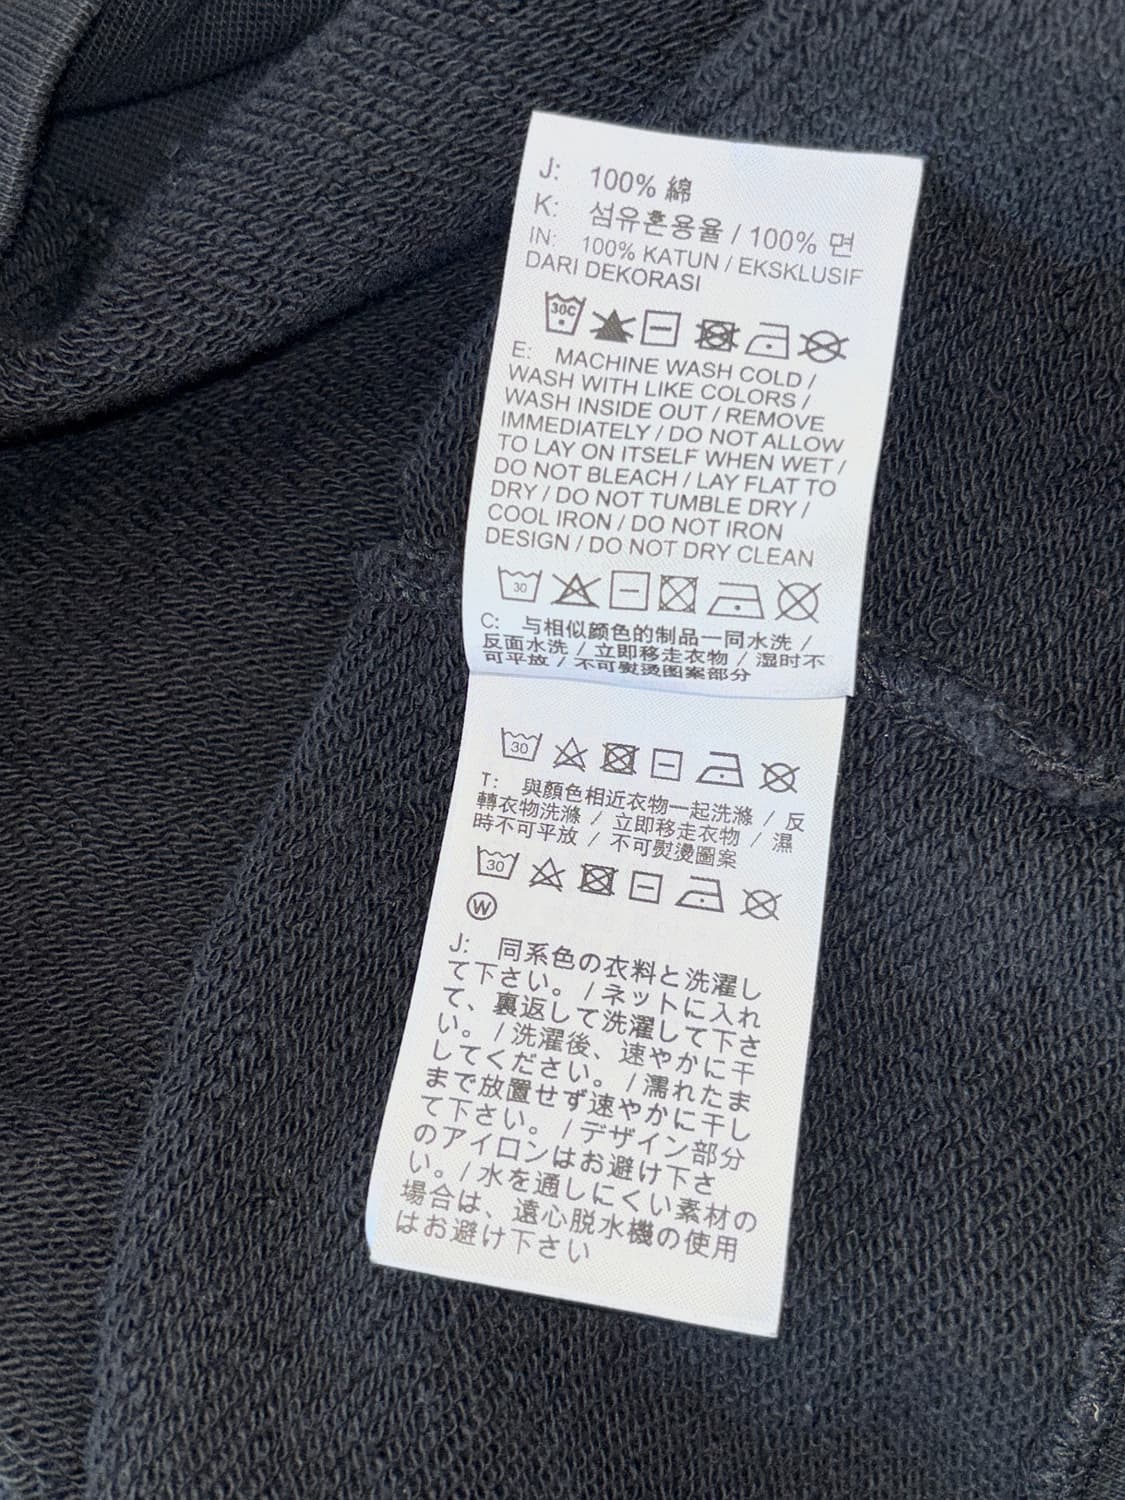 J: 100% 綿
K: 섬유혼용율 / 100% 면
IN: 100% KATUN / EKSKLUSIF
DARI DEKORASI
30C
E: MACHINE WASH COLD /
WASH WITH LIKE COLORS /
WASH INSIDE OUT / REMOVE
IMMEDIATELY / DO NOT ALLOW
TO LAY ON ITSELF WHEN WET /
DO NOT BLEACH / LAY FLAT TO
DRY / DO NOT TUMBLE DRY /
COOL IRON / DO NOT IRON
DESIGN / DO NOT DRY CLEAN
30
C: 与相似颜色的制品一同水洗 /
反面水洗 / 立即移走衣物 / 湿时不
可平放 / 不可熨烫图案部分
30
T: 與顏色相近衣物一起洗滌 / 反
轉衣物洗滌 / 立即移走衣物 / 濕
時不可平放 / 不可熨燙圖案
30
W
J: 同系色の衣料と洗濯し
て下さい。 / ネットに入れ
て、裏返して洗濯して下さ
い。 / 洗濯後、速やかに干
してください。 / 濡れたま
まで放置せず速やかに干し
て下さい。 / デザイン部分
のアイロンはお避け下さ
い。 / 水を通しにくい素材の
場合は、遠心脱水機の使用
はお避け下さい